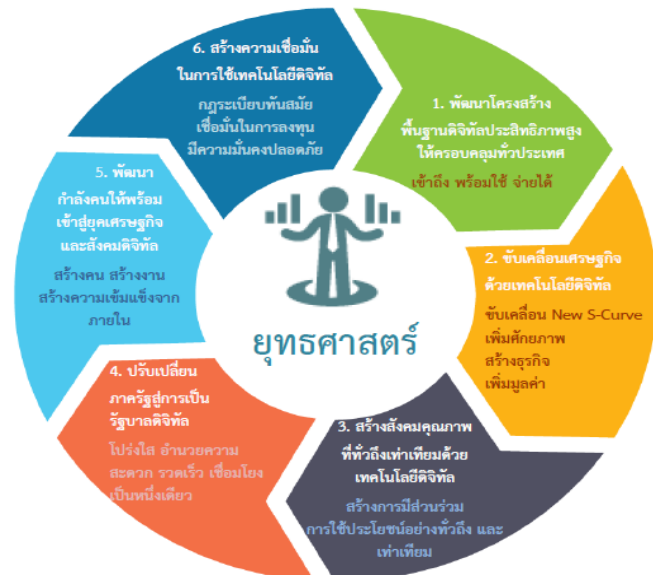 6. สร้างความเชื่อมั่น
ในการใช้เทคโนโลยีดิจิทัล
กฎระเบียบทันสมัย
เชื่อมั่นในการลงทุน
มีความมั่นคงปลอดภัย
1. พัฒนาโครงสร้าง
พื้นฐานดิจิทัลประสิทธิภาพสูง
ให้ครอบคลุมทั่วประเทศ
เข้าถึง พร้อมใช้ จ่ายได้
2. ขับเคลื่อนเศรษฐกิจ
ด้วยเทคโนโลยีดิจิทัล
ขับเคลื่อน New S-Curve
เพิ่มศักยภาพ
สร้างธุรกิจ
เพิ่มมูลค่า
3. สร้างสังคมคุณภาพ
ที่ทั่วถึงเท่าเทียมด้วย
เทคโนโลยีดิจิทัล
สร้างการมีส่วนร่วม
การใช้ประโยชน์อย่างทั่วถึง และ
เท่าเทียม
4. ปรับเปลี่ยน
ภาครัฐสู่การเป็น
รัฐบาลดิจิทัล
โปร่งใส อำนวยความ
สะดวก รวดเร็ว เชื่อมโยง
เป็นหนึ่งเดียว
5. พัฒนา
กำลังคนให้พร้อม
เข้าสู่ยุคเศรษฐกิจ
และสังคมดิจิทัล
สร้างคน สร้างงาน
สร้างความเข้มแข็งจาก
ภายใน
ยุทธศาสตร์